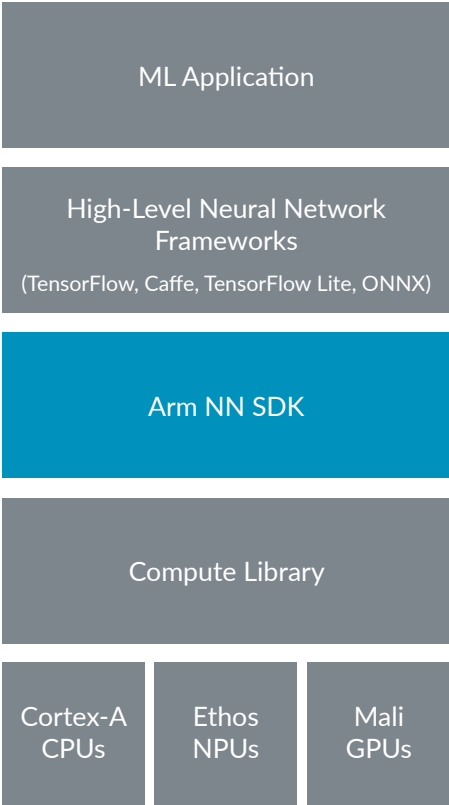 ML Application
High-Level Neural Network
Frameworks
(TensorFlow, Caffe, TensorFlow Lite, ONNX)
Arm NN SDK
Compute Library
Cortex-A
CPUs
Ethos
NPUs
Mali
GPUs